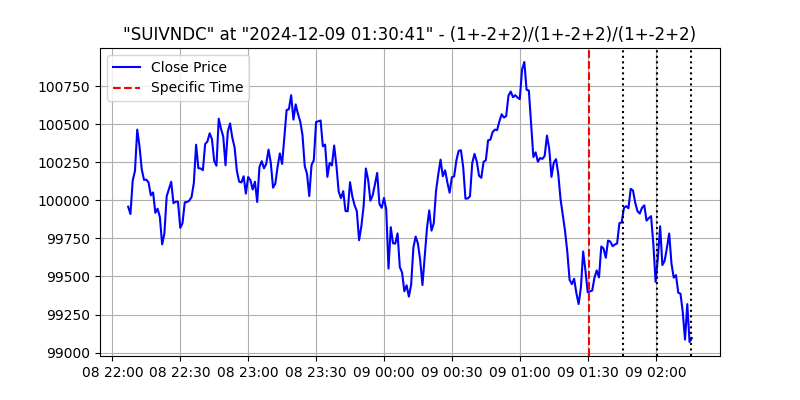 "SUIVNDC" at "2024-12-09 01:30:41" - (1+-2+2)/(1+-2+2)/(1+-2+2)
Close Price
Specific Time
100750
100500
100250
100000
99750
99500
99250
99000
08 22:00 08 22:30 08 23:00 08 23:30 09 00:00 09 00:30 09 01:00 09 01:30 09 02:00